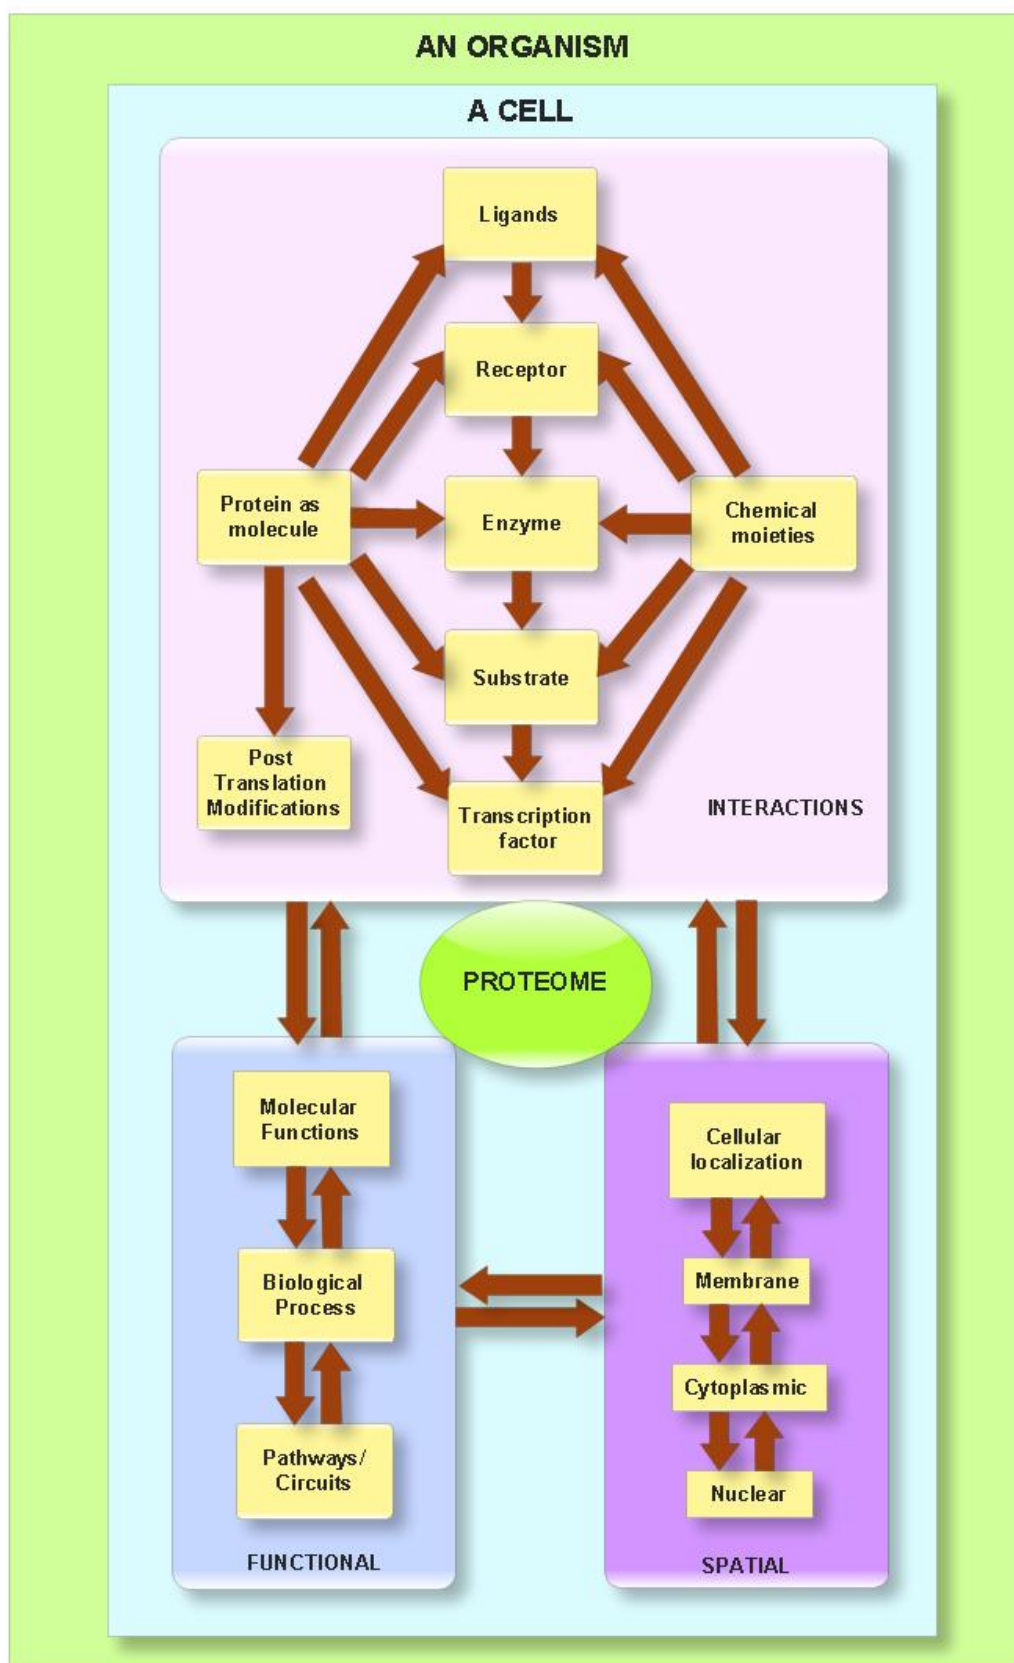 AN ORGANISM
A CELL
Ligands
Receptor
Protein as
molecule
Enzyme
Chemical
moieties
Substrate
Post
Translation
Modifications
Transcription
factor
INTERACTIONS
PROTEOME
Molecular
Functions
Biological
Process
Pathways/
Circuits
FUNCTIONAL
Cellular
localization
Membrane
Cytoplasmic
Nuclear
SPATIAL